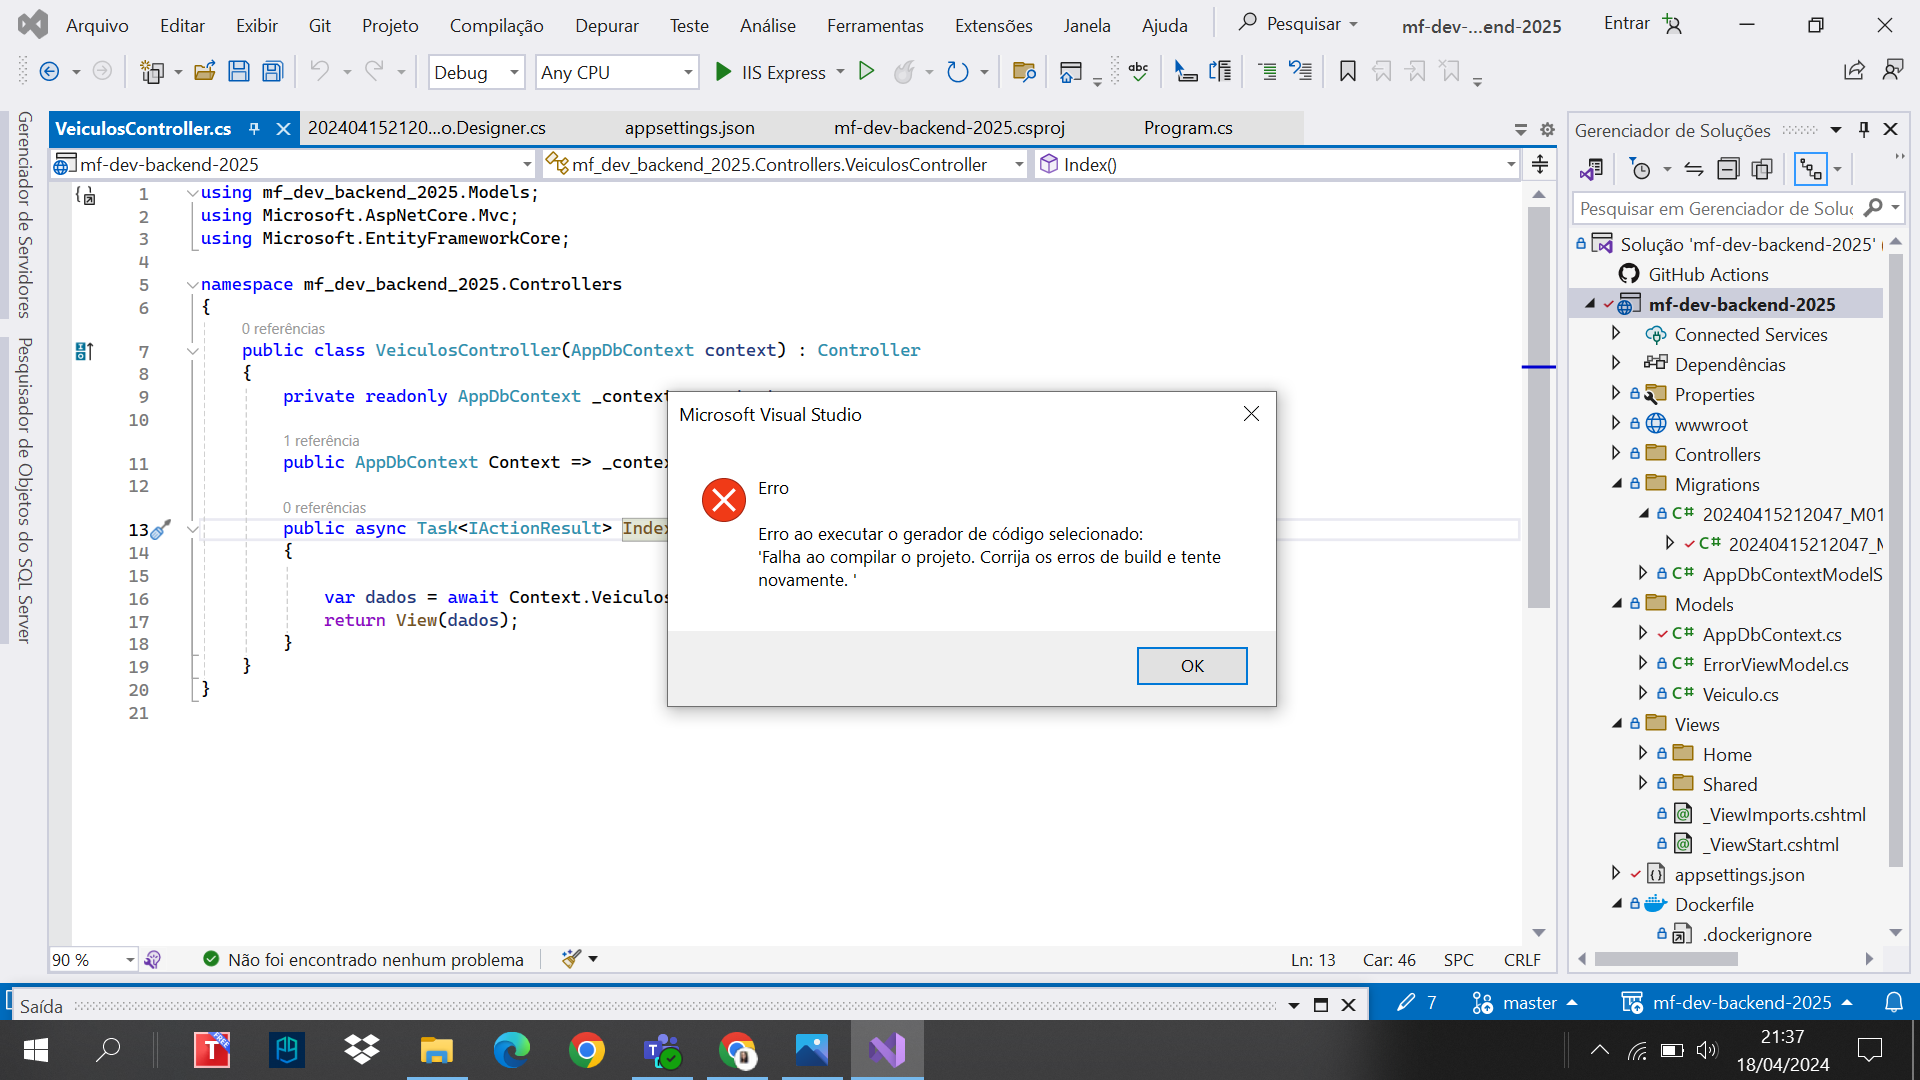 Arquivo Editar Exibir Git Projeto Compilação Depurar Teste Análise Ferramentas Extensões Janela Ajuda Pesquisar mf-dev-...end-2025 Entrar
Debug Any CPU IIS Express abc
VeiculosController.cs 202404152120...o.Designer.cs appsettings.json mf-dev-backend-2025.csproj Program.cs
mf-dev-backend-2025 mf_dev_backend_2025.Controllers.VeiculosController Index()
Gerenciador de Servidores
Pesquisador de Objetos do SQL Server
1 using mf_dev_backend_2025.Models;
2 using Microsoft.AspNetCore.Mvc;
3 using Microsoft.EntityFrameworkCore;
4
5 namespace mf_dev_backend_2025.Controllers
6 {
0 referências
7 public class VeiculosController(AppDbContext context) : Controller
8 {
9 private readonly AppDbContext _context
10
1 referência
11 public AppDbContext Context => _contex
12
0 referências
13 public async Task<IActionResult> Index
14 {
15
16 var dados = await Context.Veiculos
17 return View(dados);
18 }
19 }
20 }
21
Microsoft Visual Studio
Erro
Erro ao executar o gerador de código selecionado:
'Falha ao compilar o projeto. Corrija os erros de build e tente
novamente. '
OK
90 % Não foi encontrado nenhum problema Ln: 13 Car: 46 SPC CRLF
Gerenciador de Soluções
Pesquisar em Gerenciador de Soluç
Solução 'mf-dev-backend-2025' (
GitHub Actions
mf-dev-backend-2025
Connected Services
Dependências
Properties
wwwroot
Controllers
Migrations
C# 20240415212047_M01
C# 20240415212047_M
C# AppDbContextModelS
Models
C# AppDbContext.cs
C# ErrorViewModel.cs
C# Veiculo.cs
Views
Home
Shared
_ViewImports.cshtml
_ViewStart.cshtml
appsettings.json
Dockerfile
.dockerignore
Saída 7 master mf-dev-backend-2025
21:37
18/04/2024